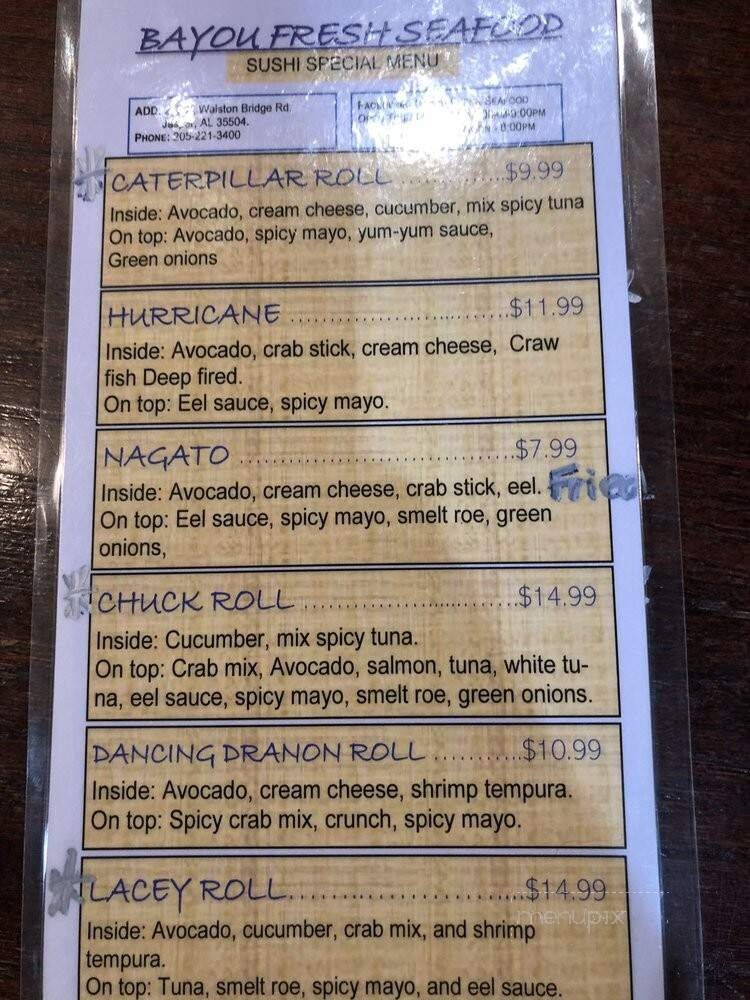 BAYOU FRESH SEAFOOD
SUSHI SPECIAL MENU
ADD. Walston Bridge Rd.
AL 35504.
PHONE: 205-221-3400
SEAFOOD
9:00PM
8:00PM
CATERPILLAR ROLL ..............$9.99
Inside: Avocado, cream cheese, cucumber, mix spicy tuna
On top: Avocado, spicy mayo, yum-yum sauce,
Green onions
HURRICANE ............................$11.99
Inside: Avocado, crab stick, cream cheese, Craw
fish Deep fired.
On top: Eel sauce, spicy mayo.
NAGATO ...................................$7.99
Inside: Avocado, cream cheese, crab stick, eel. Fried
On top: Eel sauce, spicy mayo, smelt roe, green
onions,
CHUCK ROLL ............................$14.99
Inside: Cucumber, mix spicy tuna.
On top: Crab mix, Avocado, salmon, tuna, white tu-
na, eel sauce, spicy mayo, smelt roe, green onions.
DANCING DRANON ROLL ...........$10.99
Inside: Avocado, cream cheese, shrimp tempura.
On top: Spicy crab mix, crunch, spicy mayo.
LACEY ROLL..............................$14.99
menupix
Inside: Avocado, cucumber, crab mix, and shrimp
tempura.
On top: Tuna, smelt roe, spicy mayo, and eel sauce.